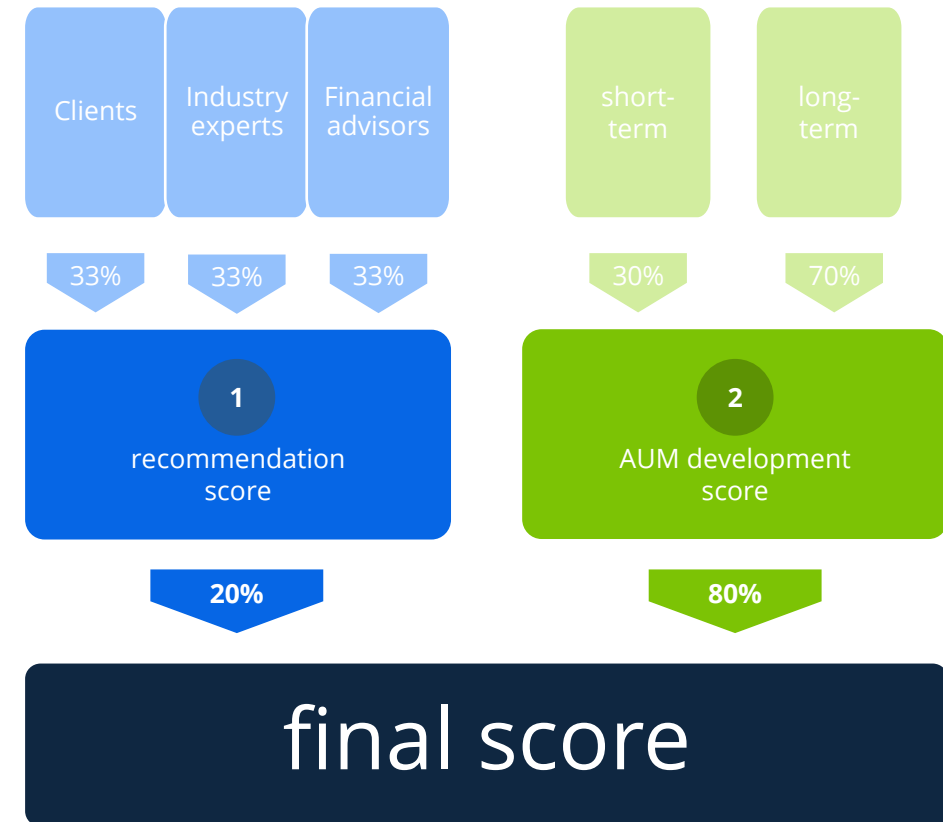 Clients
Industry
experts
Financial
advisors
short-
term
long-
term
33%
33%
33%
30%
70%
1
recommendation
score
2
AUM development
score
20%
80%
final score